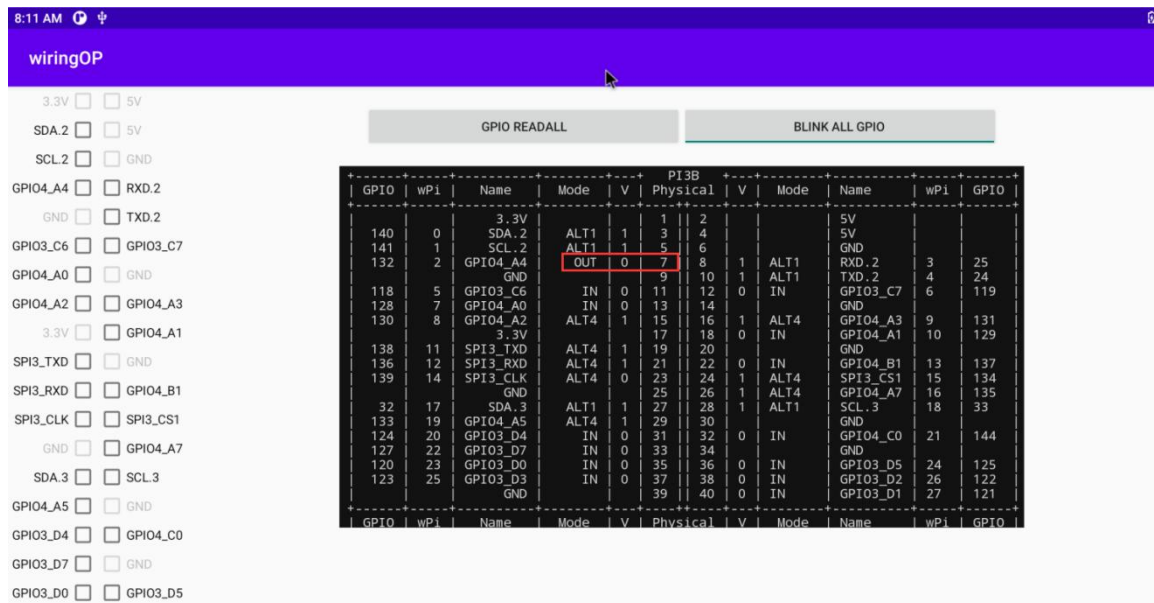 8:11 AM
wiringOP
3.3V 5V
SDA.2 5V
SCL.2 GND
GPIO4_A4 RXD.2
GND TXD.2
GPIO3_C6 GPIO3_C7
GPIO4_A0 GND
GPIO4_A2 GPIO4_A3
3.3V GPIO4_A1
SPI3_TXD GND
SPI3_RXD GPIO4_B1
SPI3_CLK SPI3_CS1
GND GPIO4_A7
SDA.3 SCL.3
GPIO4_A5 GND
GPIO3_D4 GPIO4_C0
GPIO3_D7 GND
GPIO3_D0 GPIO3_D5
GPIO READALL BLINK ALL GPIO
+------+-----+----------+--------+---+ PI3B +---+--------+----------+-----+------+
| GPIO | wPi | Name | Mode | V | Physical | V | Mode | Name | wPi | GPIO |
+------+-----+----------+--------+---+----++----+---+--------+----------+-----+------+
| | | 3.3V | | | 1 || 2 | | | 5V | | |
| 140 | 0 | SDA.2 | ALT1 | 1 | 3 || 4 | | | 5V | | |
| 141 | 1 | SCL.2 | ALT1 | 1 | 5 || 6 | | | GND | | |
| 132 | 2 | GPIO4_A4 | OUT | 0 | 7 || 8 | 1 | ALT1 | RXD.2 | 3 | 25 |
| | | GND | | | 9 || 10 | 1 | ALT1 | TXD.2 | 4 | 24 |
| 118 | 5 | GPIO3_C6 | IN | 0 | 11 || 12 | 0 | IN | GPIO3_C7 | 6 | 119 |
| 128 | 7 | GPIO4_A0 | IN | 0 | 13 || 14 | | | GND | | |
| 130 | 8 | GPIO4_A2 | ALT4 | 1 | 15 || 16 | 1 | ALT4 | GPIO4_A3 | 9 | 131 |
| | | 3.3V | | | 17 || 18 | 0 | IN | GPIO4_A1 | 10 | 129 |
| 138 | 11 | SPI3_TXD | ALT4 | 1 | 19 || 20 | | | GND | | |
| 136 | 12 | SPI3_RXD | ALT4 | 1 | 21 || 22 | 0 | IN | GPIO4_B1 | 13 | 137 |
| 139 | 14 | SPI3_CLK | ALT4 | 0 | 23 || 24 | 1 | ALT4 | SPI3_CS1 | 15 | 134 |
| | | GND | | | 25 || 26 | 1 | ALT4 | GPIO4_A7 | 16 | 135 |
| 32 | 17 | SDA.3 | ALT1 | 1 | 27 || 28 | 1 | ALT1 | SCL.3 | 18 | 33 |
| 133 | 19 | GPIO4_A5 | ALT4 | 1 | 29 || 30 | | | GND | | |
| 124 | 20 | GPIO3_D4 | IN | 0 | 31 || 32 | 0 | IN | GPIO4_C0 | 21 | 144 |
| 127 | 22 | GPIO3_D7 | IN | 0 | 33 || 34 | | | GND | | |
| 120 | 23 | GPIO3_D0 | IN | 0 | 35 || 36 | 0 | IN | GPIO3_D5 | 24 | 125 |
| 123 | 25 | GPIO3_D3 | IN | 0 | 37 || 38 | 0 | IN | GPIO3_D2 | 26 | 122 |
| | | GND | | | 39 || 40 | 0 | IN | GPIO3_D1 | 27 | 121 |
+------+-----+----------+--------+---+----++----+---+--------+----------+-----+------+
| GPIO | wPi | Name | Mode | V | Physical | V | Mode | Name | wPi | GPIO |